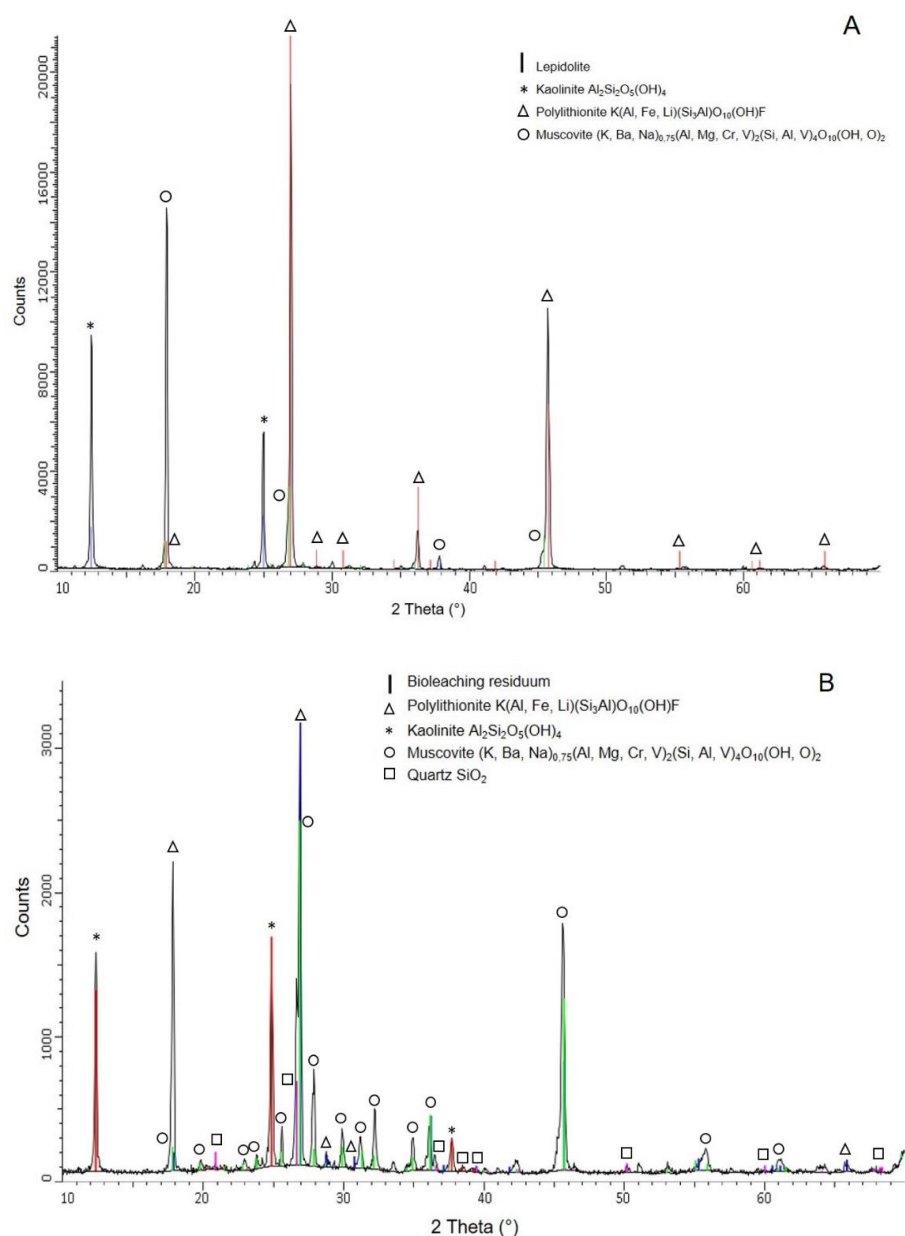 A
Lepidolite
* Kaolinite Al₂Si₂O₅(OH)₄
△ Polylithionite K(Al, Fe, Li)(Si₃Al)O₁₀(OH)F
○ Muscovite (K, Ba, Na)₀,₇₅(Al, Mg, Cr, V)₂(Si, Al, V)₄O₁₀(OH, O)₂
Counts
20000
16000
12000
8000
4000
0
10 20 30 40 50 60
2 Theta (°)
B
Bioleaching residuum
△ Polylithionite K(Al, Fe, Li)(Si₃Al)O₁₀(OH)F
* Kaolinite Al₂Si₂O₅(OH)₄
○ Muscovite (K, Ba, Na)₀,₇₅(Al, Mg, Cr, V)₂(Si, Al, V)₄O₁₀(OH, O)₂
□ Quartz SiO₂
Counts
3000
2000
1000
0
10 20 30 40 50 60
2 Theta (°)